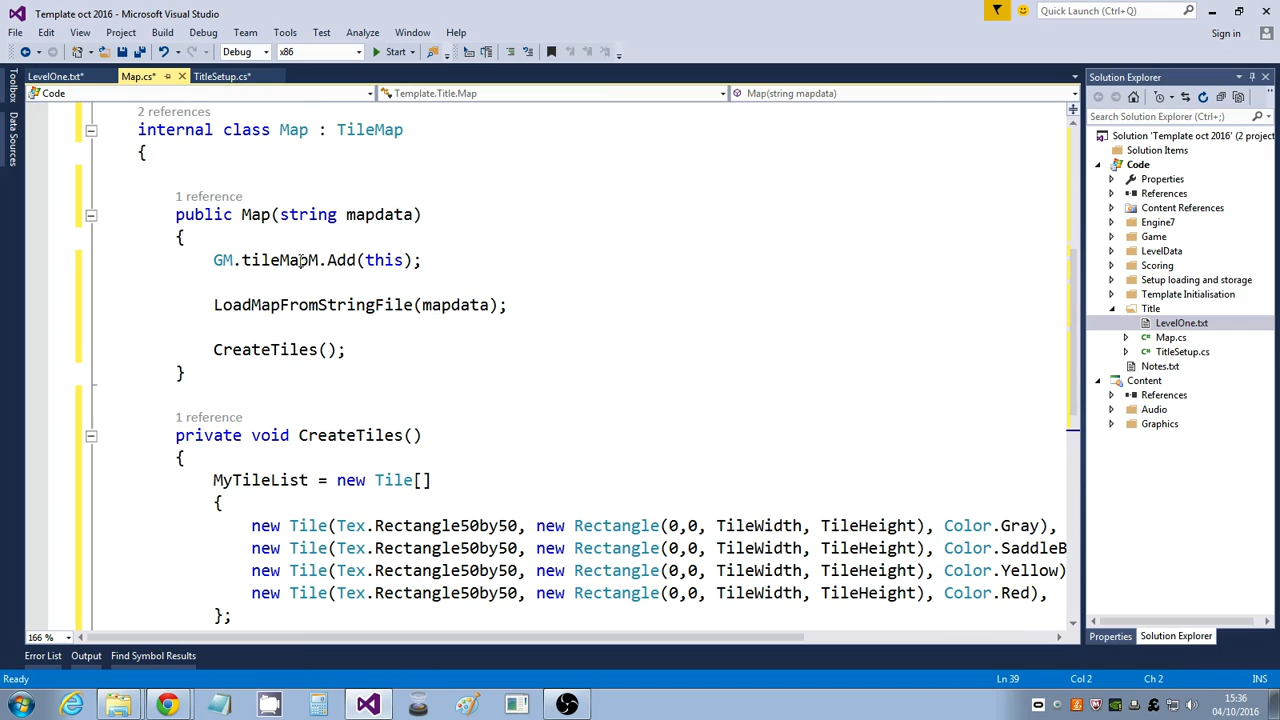 Template oct 2016 - Microsoft Visual Studio
Quick Launch (Ctrl+Q)
File Edit View Project Build Debug Team Tools Test Analyze Window Help
Sign in
Debug x86 Start
LevelOne.txt* Map.cs* TitleSetup.cs*
Code Template.Title.Map Map(string mapdata)
Toolbox
Data Sources
2 references
internal class Map : TileMap
{
1 reference
public Map(string mapdata)
{
GM.tileMapM.Add(this);
LoadMapFromStringFile(mapdata);
CreateTiles();
}
1 reference
private void CreateTiles()
{
MyTileList = new Tile[]
{
new Tile(Tex.Rectangle50by50, new Rectangle(0,0, TileWidth, TileHeight), Color.Gray),
new Tile(Tex.Rectangle50by50, new Rectangle(0,0, TileWidth, TileHeight), Color.SaddleB
new Tile(Tex.Rectangle50by50, new Rectangle(0,0, TileWidth, TileHeight), Color.Yellow)
new Tile(Tex.Rectangle50by50, new Rectangle(0,0, TileWidth, TileHeight), Color.Red),
};
166 %
Solution Explorer
Search Solution Explorer (Ctrl+;)
Solution 'Template oct 2016' (2 project
Solution Items
Code
Properties
References
Content References
Engine7
Game
LevelData
Scoring
Setup loading and storage
Template Initialisation
Title
LevelOne.txt
Map.cs
TitleSetup.cs
Notes.txt
Content
References
Audio
Graphics
Properties Solution Explorer
Error List Output Find Symbol Results
Ready Ln 39 Col 2 Ch 2 INS
15:36
04/10/2016